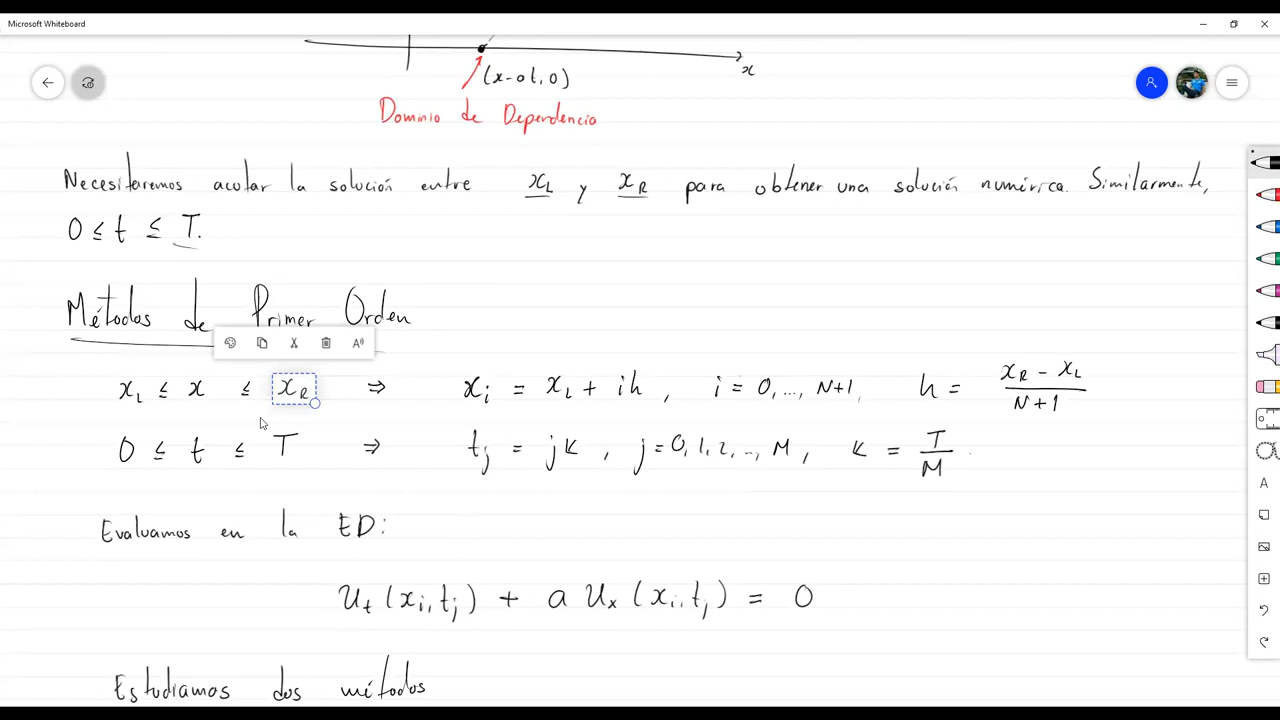 Microsoft Whiteboard
x
(x-at, 0)
Dominio de Dependencia
Necesitaremos acotar la solución entre x_L y x_R para obtener una solución numérica. Similarmente,
0 ≤ t ≤ T.
Métodos de Primer Orden
x_L ≤ x ≤ x_R ⇒ x_i = x_L + ih, i = 0, ..., N+1, h = \frac{x_R - x_L}{N+1}
0 ≤ t ≤ T ⇒ t_j = jk, j = 0, 1, 2, ..., M, k = \frac{T}{M}.
Evaluamos en la ED:
u_t (x_i, t_j) + a u_x (x_i, t_j) = 0
Estudiamos dos métodos